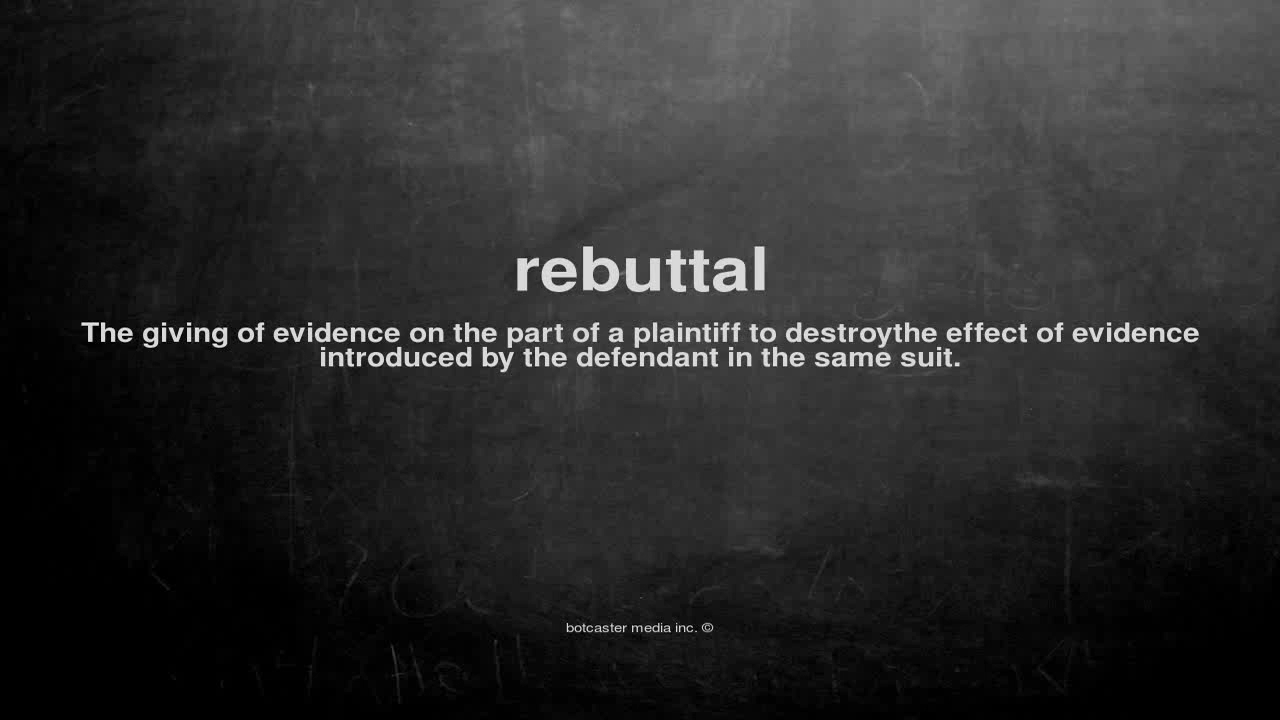 rebuttal
The giving of evidence on the part of a plaintiff to destroythe effect of evidence
introduced by the defendant in the same suit.
botcaster media inc. ©